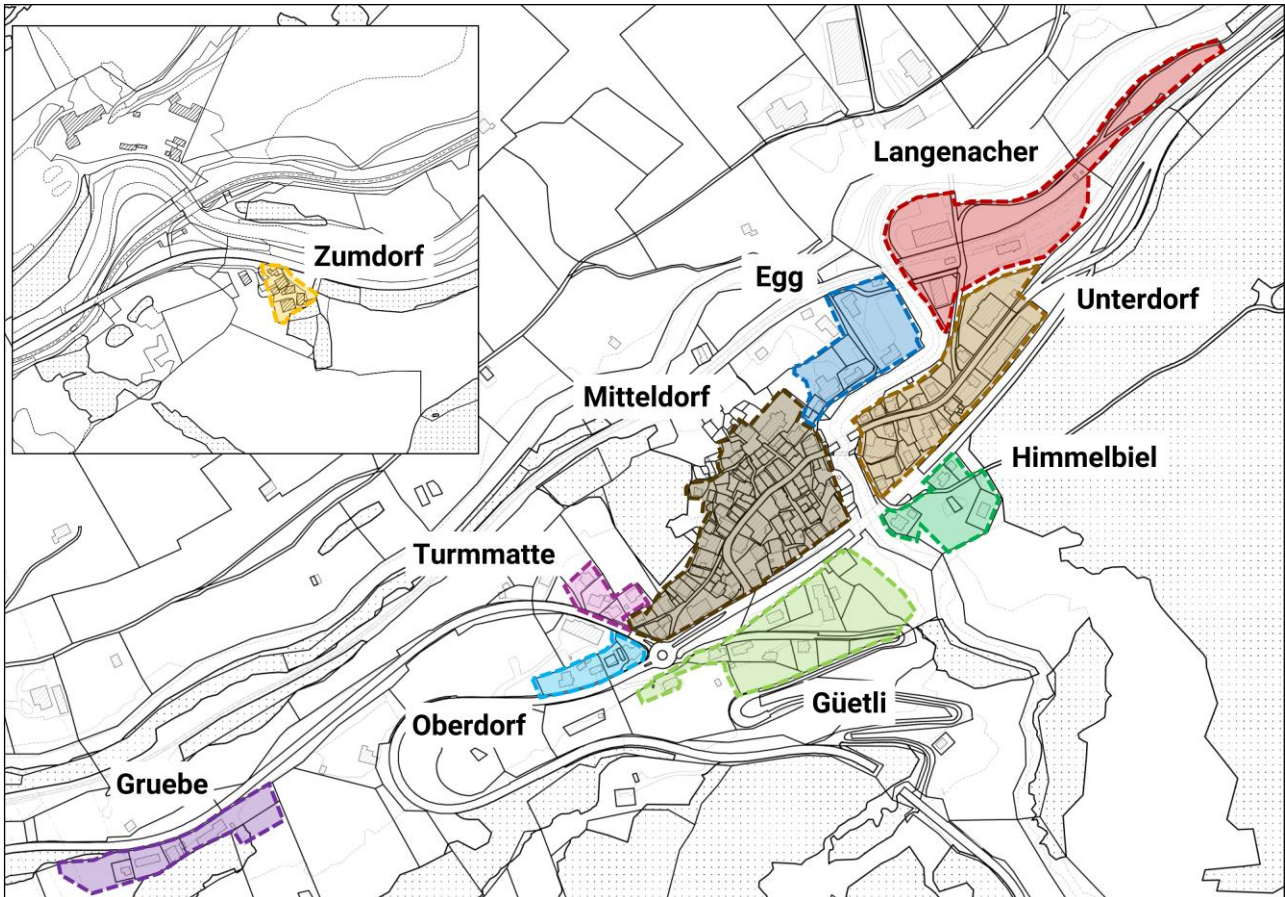 Langenacher
Zumdorf
Egg
Unterdorf
Mitteldorf
Himmelbiel
Turmmatte
Güetli
Oberdorf
Gruebe